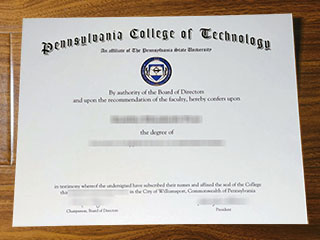 Pennsylvania College of Technology
An affiliate of The Pennsylvania State University
By authority of the Board of Directors
and upon the recommendation of the faculty, hereby confers upon
the degree of
in testimony whereof the undersigned have subscribed their names and affixed the seal of the College
this in the City of Williamsport, Commonwealth of Pennsylvania
Chairperson, Board of Directors
President